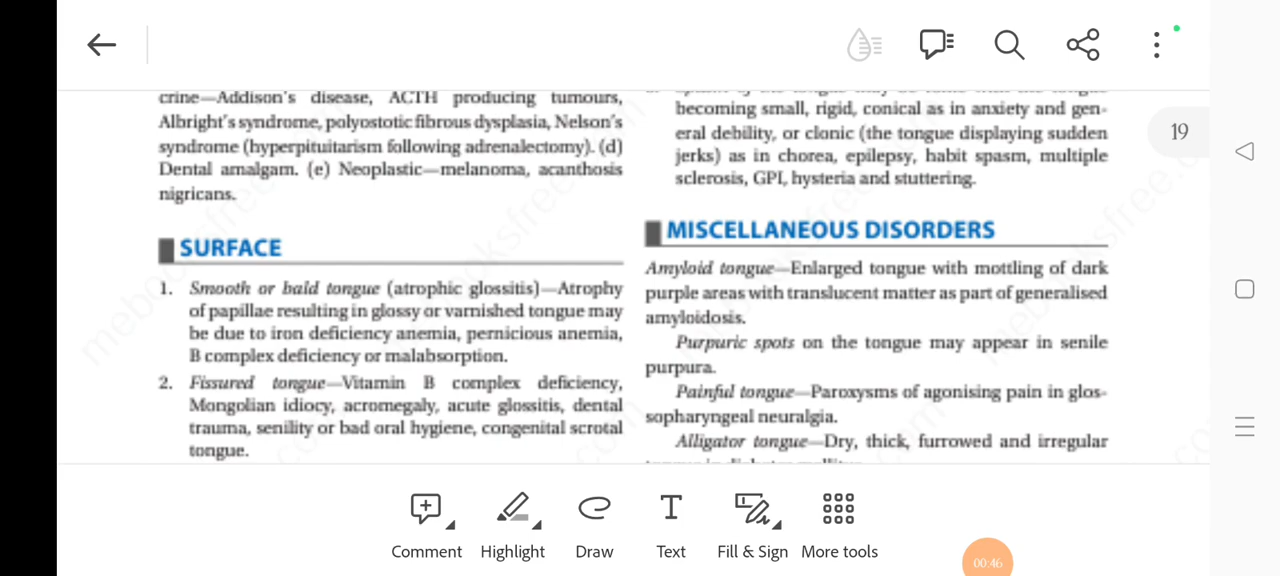 crine—Addison's disease, ACTH producing tumours,
Albright's syndrome, polyostotic fibrous dysplasia, Nelson's
syndrome (hyperpituitarism following adrenalectomy). (d)
Dental amalgam. (e) Neoplastic—melanoma, acanthosis
nigricans.
SURFACE
1. Smooth or bald tongue (atrophic glossitis)—Atrophy
of papillae resulting in glossy or varnished tongue may
be due to iron deficiency anemia, pernicious anemia,
B complex deficiency or malabsorption.
2. Fissured tongue—Vitamin B complex deficiency,
Mongolian idiocy, acromegaly, acute glossitis, dental
trauma, senility or bad oral hygiene, congenital scrotal
tongue.
becoming small, rigid, conical as in anxiety and gen-
eral debility, or clonic (the tongue displaying sudden
jerks) as in chorea, epilepsy, habit spasm, multiple
sclerosis, GPI, hysteria and stuttering.
MISCELLANEOUS DISORDERS
Amyloid tongue—Enlarged tongue with mottling of dark
purple areas with translucent matter as part of generalised
amyloidosis.
Purpuric spots on the tongue may appear in senile
purpura.
Painful tongue—Paroxysms of agonising pain in glos-
sopharyngeal neuralgia.
Alligator tongue—Dry, thick, furrowed and irregular
19
Comment
Highlight
Draw
Text
Fill & Sign
More tools
00:46